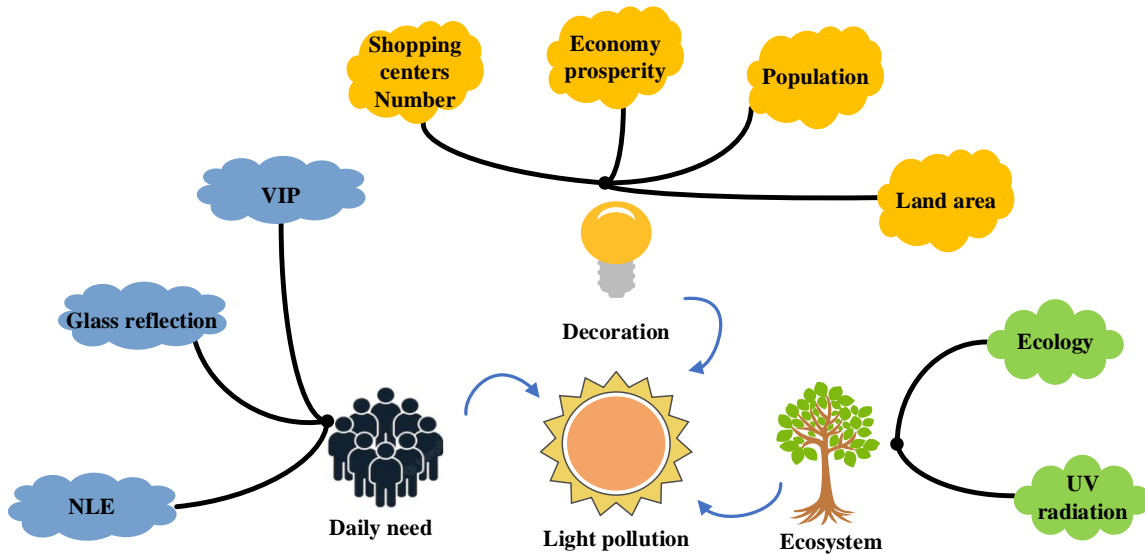 Shopping
centers
Number
Economy
prosperity
Population
Land area
VIP
Glass reflection
NLE
Decoration
Ecology
UV
radiation
Daily need
Light pollution
Ecosystem